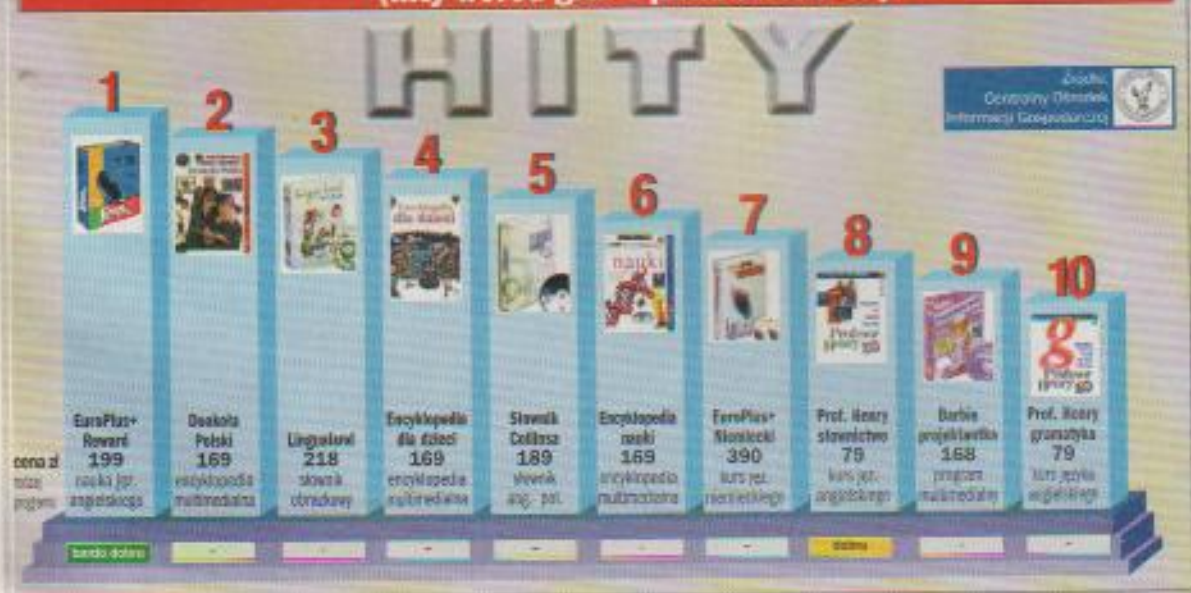 HITY
Źródło:
Centralny Ośrodek
Informacji Gospodarczej
1
2
3
4
5
6
7
8
9
10
EuroPlus+
Reward
199
nauka jęz.
angielskiego
Dookoła
Polski
169
encyklopedia
multimedialna
218
słownik
obrazkowy
Encyklopedia
dla dzieci
169
encyklopedia
multimedialna
Słownik
Collinsa
189
słownik
ang.- pol.
Encyklopedia
nauki
169
encyklopedia
multimedialna
EuroPlus+
Niemiecki
390
kurs jęz.
niemieckiego
Prof. Henry
słownictwo
79
kurs jęz.
angielskiego
Barbie
projektantka
168
program
multimedialny
Prof. Henry
gramatyka
79
kurs języka
angielskiego
cena zł
bardzo dobra
-
-
-
-
-
-
dobra
-
-